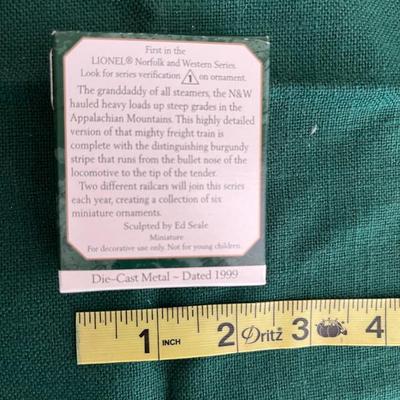 First in the
LIONEL® Norfolk and Western Series.
Look for series verification 1 on ornament.
The granddaddy of all steamers, the N&W
hauled heavy loads up steep grades in the
Appalachian Mountains. This highly detailed
version of that mighty freight train is
complete with the distinguishing burgundy
stripe that runs from the bullet nose of the
locomotive to the tip of the tender.
Two different railcars will join this series
each year, creating a collection of six
miniature ornaments.
Sculpted by Ed Seale
Miniature
For decorative use only. Not for young children.
Die–Cast Metal ~ Dated 1999
1 INCH 2 Dritz® 3 4